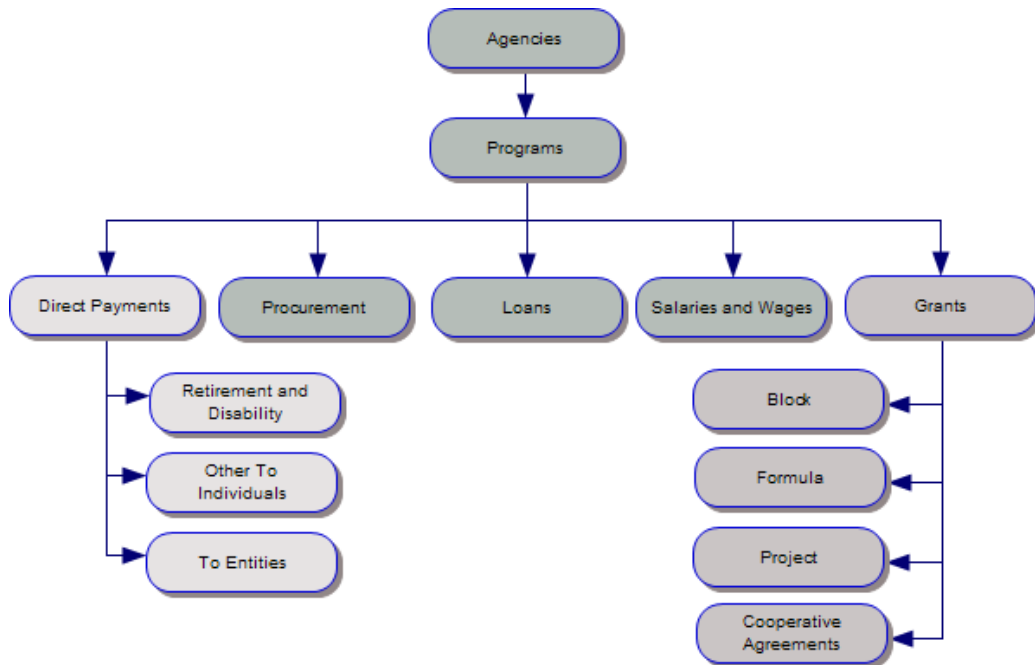 Agencies
Programs
Direct Payments
Procurement
Loans
Salaries and Wages
Grants
Retirement and
Disability
Other To
Individuals
To Entities
Block
Formula
Project
Cooperative
Agreements